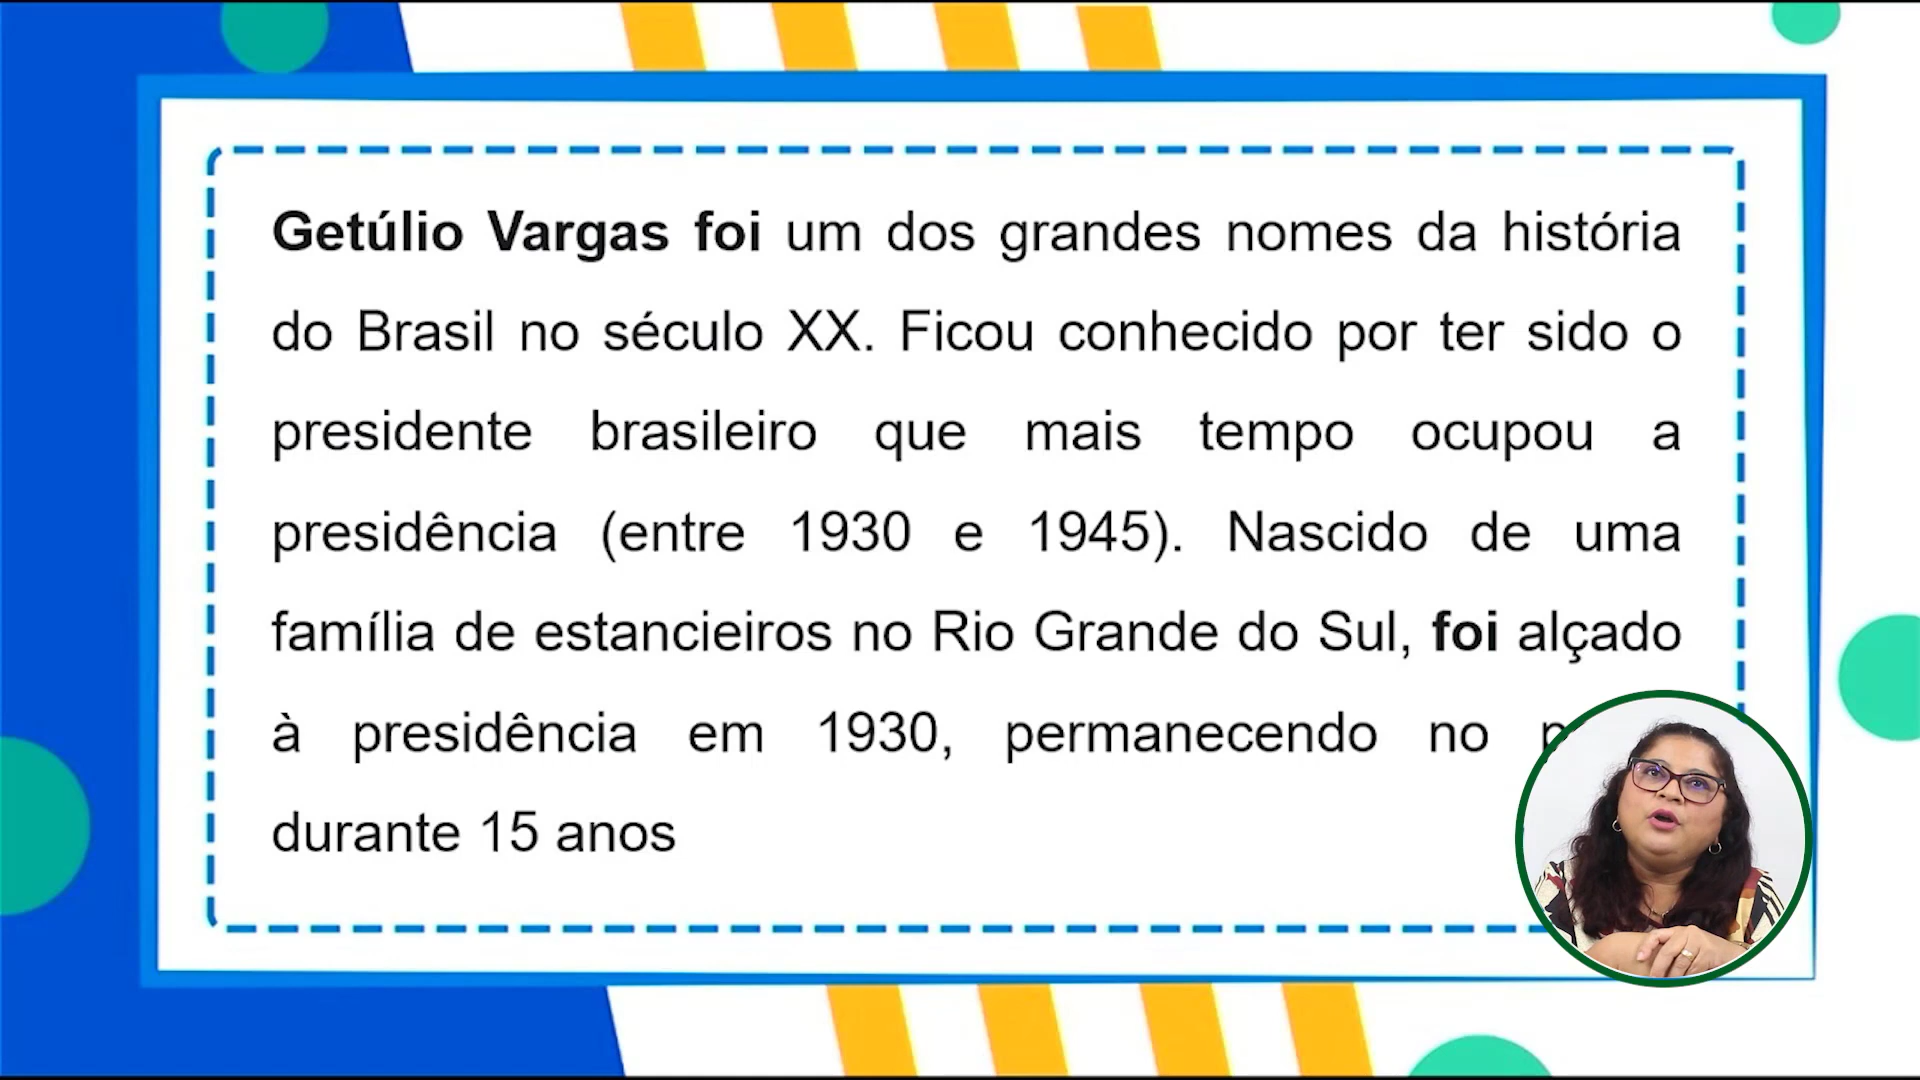 Getúlio Vargas foi um dos grandes nomes da história
do Brasil no século XX. Ficou conhecido por ter sido o
presidente brasileiro que mais tempo ocupou a
presidência (entre 1930 e 1945). Nascido de uma
família de estancieiros no Rio Grande do Sul, foi alçado
à presidência em 1930, permanecendo no
durante 15 anos